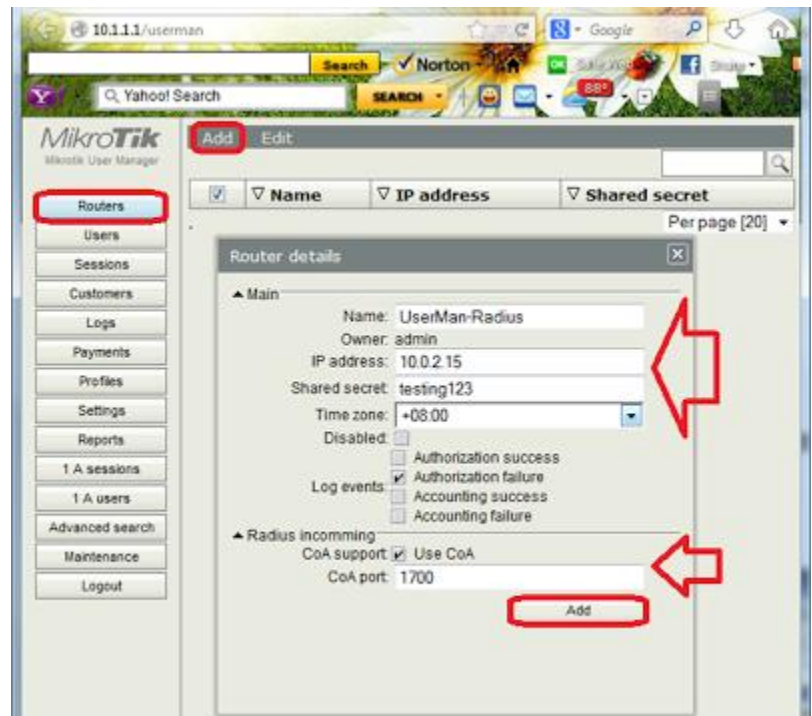 10.1.1.1/userman
Google
Search Norton
Yahoo! Search SEARCH 88°
MikroTik
Mikrotik User Manager
Add Edit
Routers
Name IP address Shared secret
Per page [20]
Users
Sessions
Customers
Logs
Payments
Profiles
Settings
Reports
1 A sessions
1 A users
Advanced search
Maintenance
Logout
Router details
Main
Name: UserMan-Radius
Owner: admin
IP address: 10.0.2.15
Shared secret: testing123
Time zone: +08:00
Disabled:
Log events:
Authorization success
Authorization failure
Accounting success
Accounting failure
Radius incomming
CoA support: Use CoA
CoA port: 1700
Add